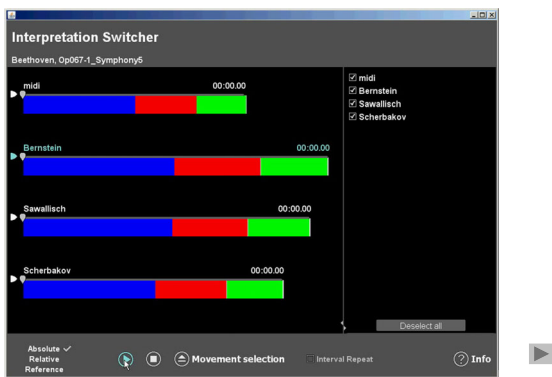 Interpretation Switcher
Beethoven, Op067-1_Symphony5
midi 00:00.00
Bernstein 00:00.00
Sawallisch 00:00.00
Scherbakov 00:00.00
midi
Bernstein
Sawallisch
Scherbakov
Deselect all
Absolute
Relative
Reference
Movement selection
Interval Repeat
? Info